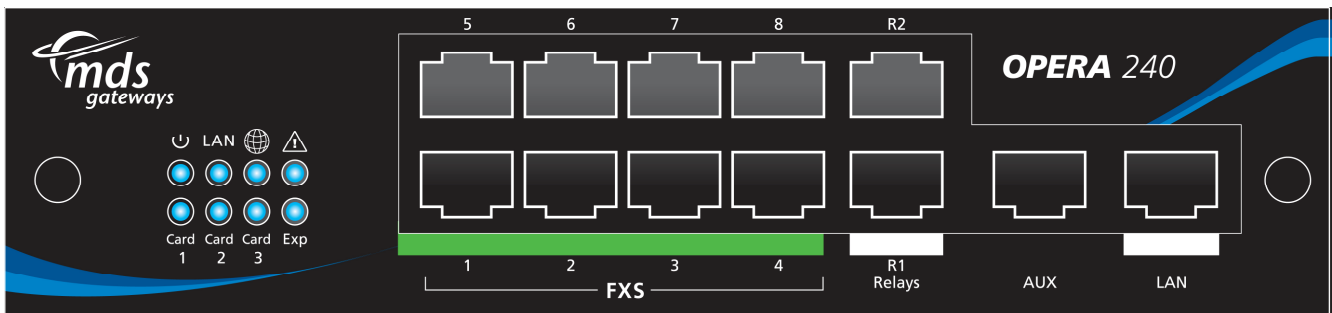 5 6 7 8 R2
mds
gateways
OPERA 240
LAN
Card 1 Card 2 Card 3 Exp
1 2 3 4 R1
FXS
Relays AUX LAN